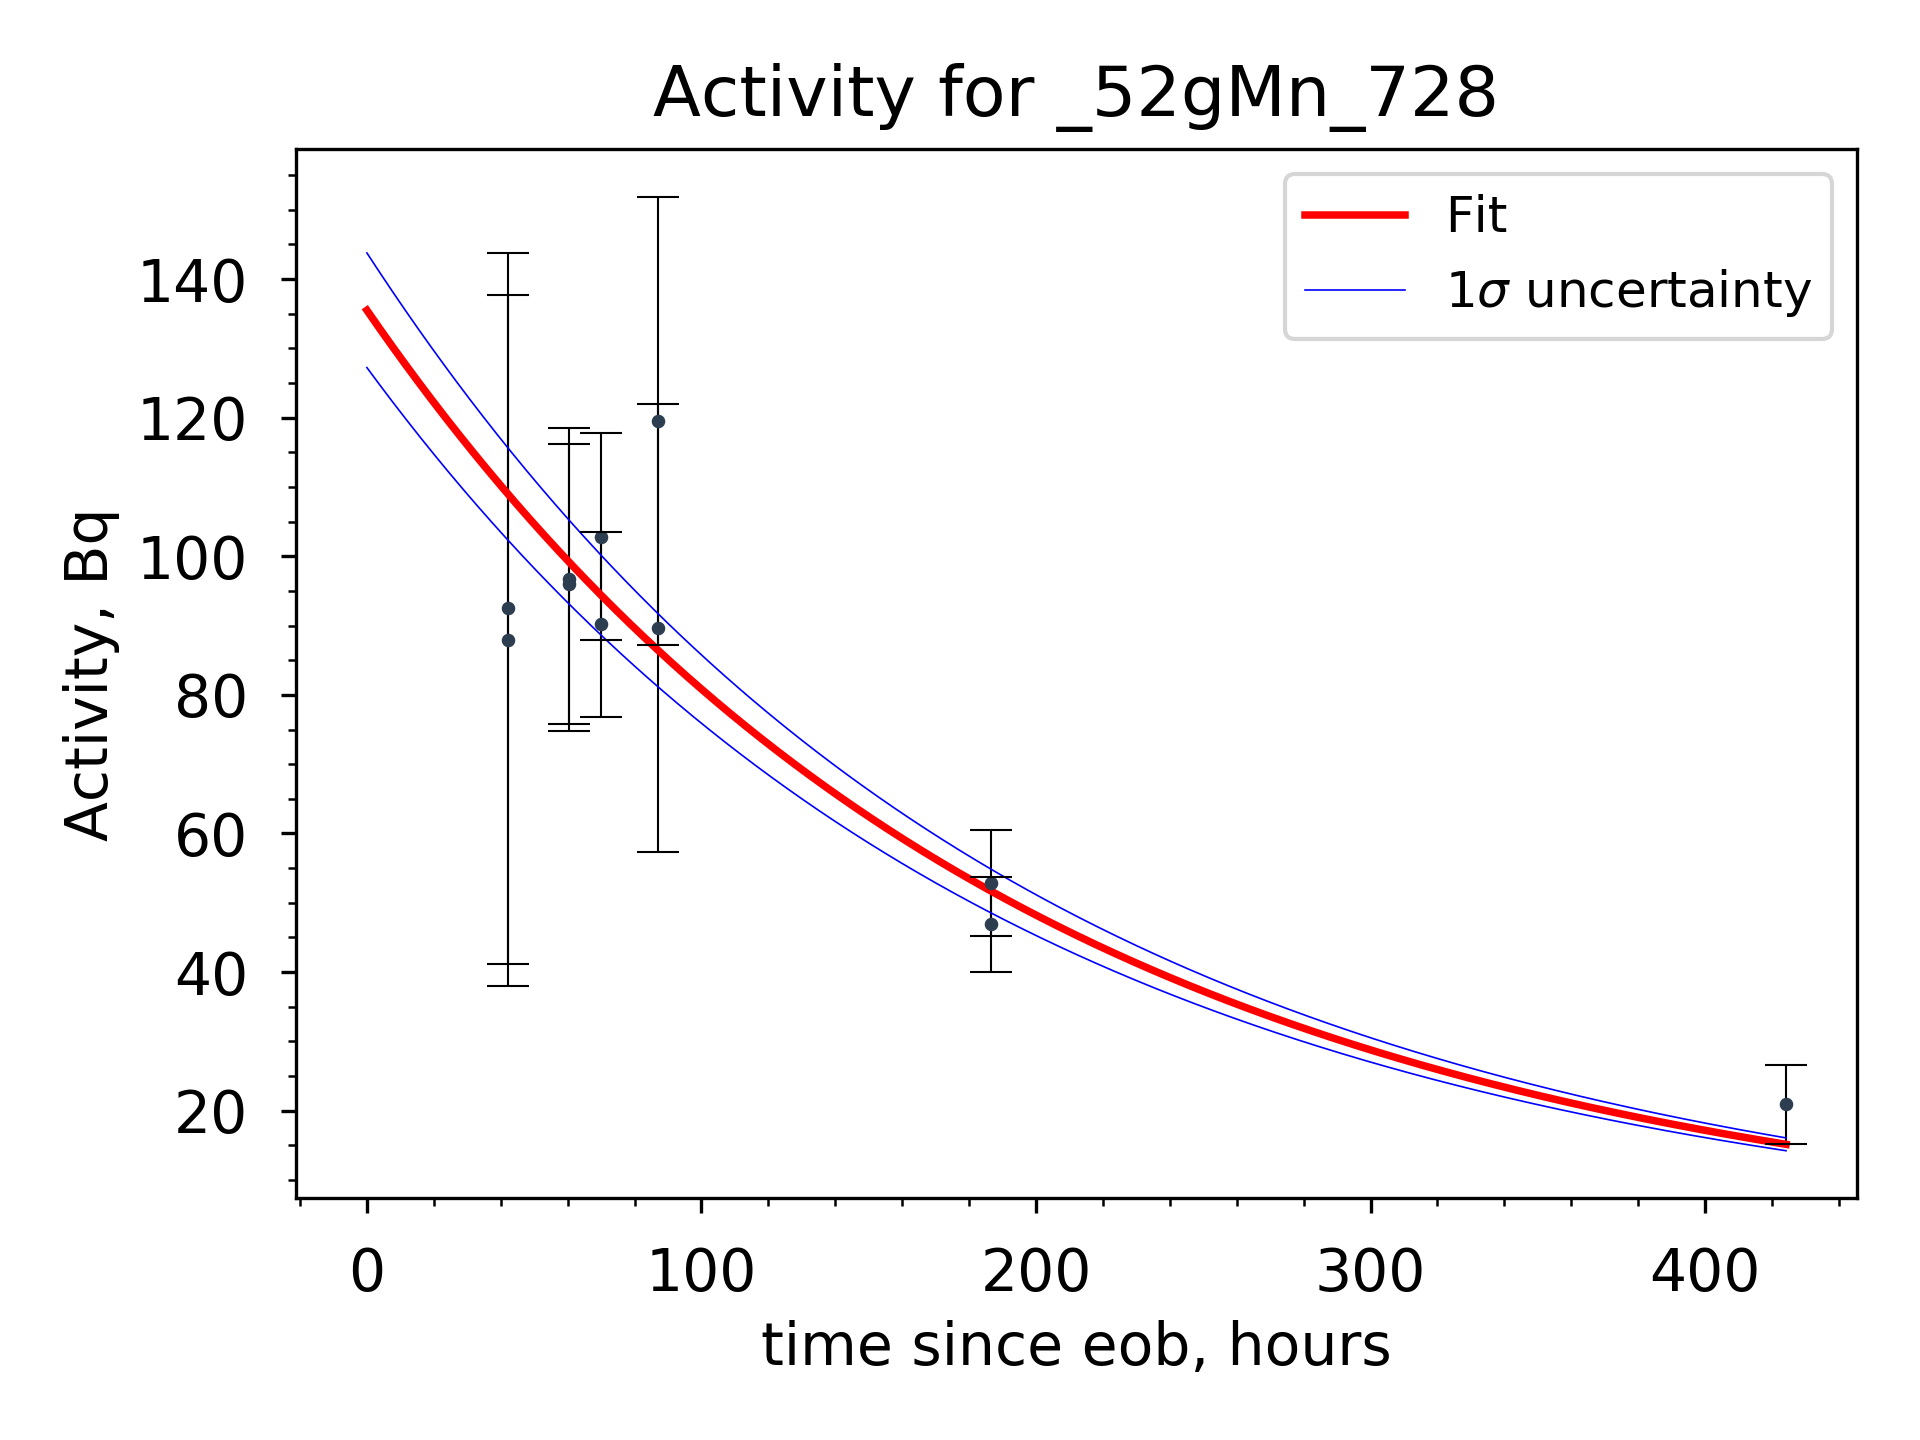 Activity for _52gMn_728
Fit
1σ uncertainty
Activity, Bq
140
120
100
80
60
40
20
0 100 200 300 400
time since eob, hours